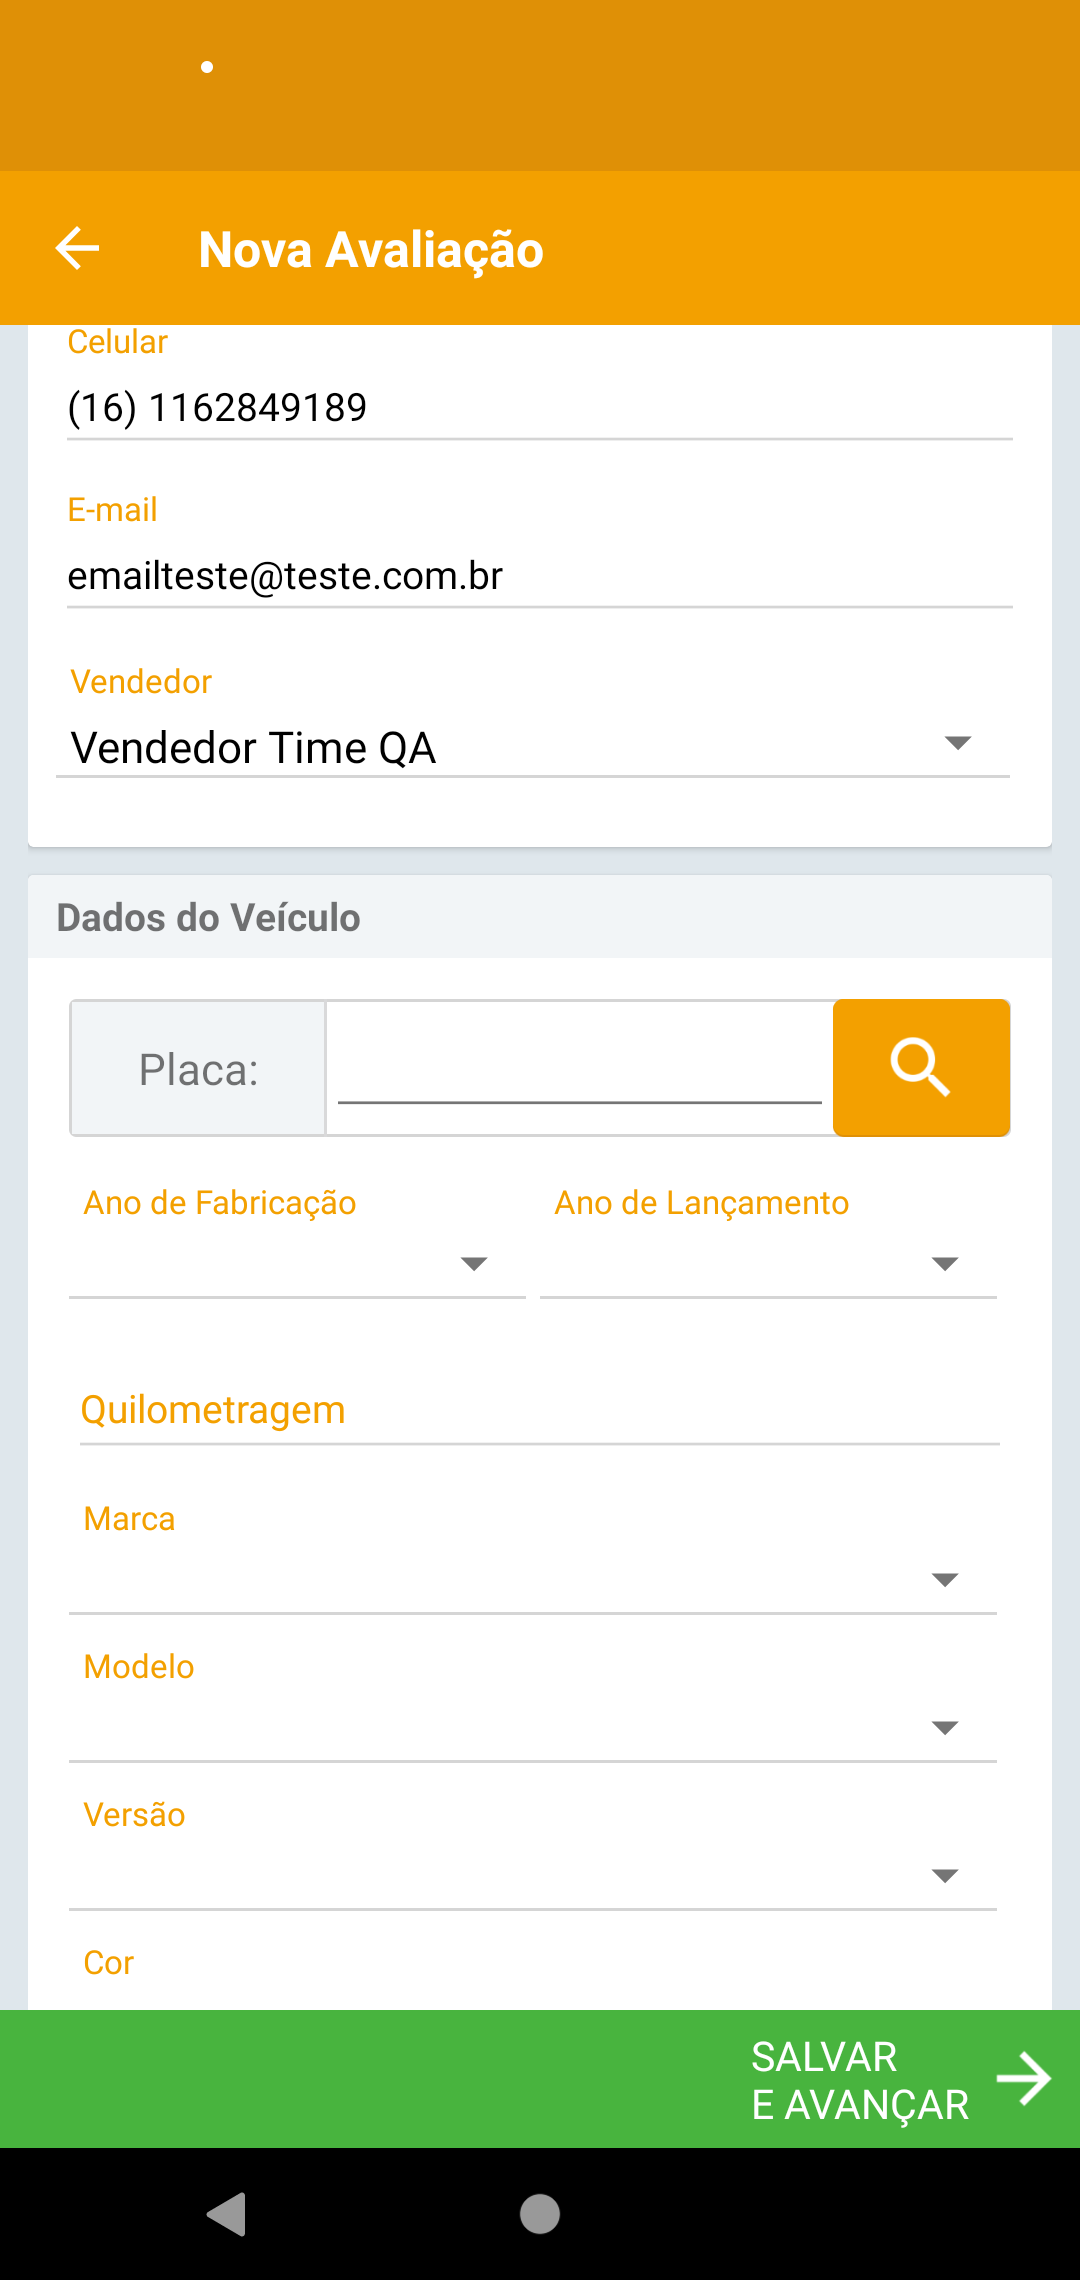 Nova Avaliação
Celular
(16) 1162849189
E-mail
emailteste@teste.com.br
Vendedor
Vendedor Time QA
Dados do Veículo
Placa:
Ano de Fabricação
Ano de Lançamento
Quilometragem
Marca
Modelo
Versão
Cor
SALVAR
E AVANÇAR